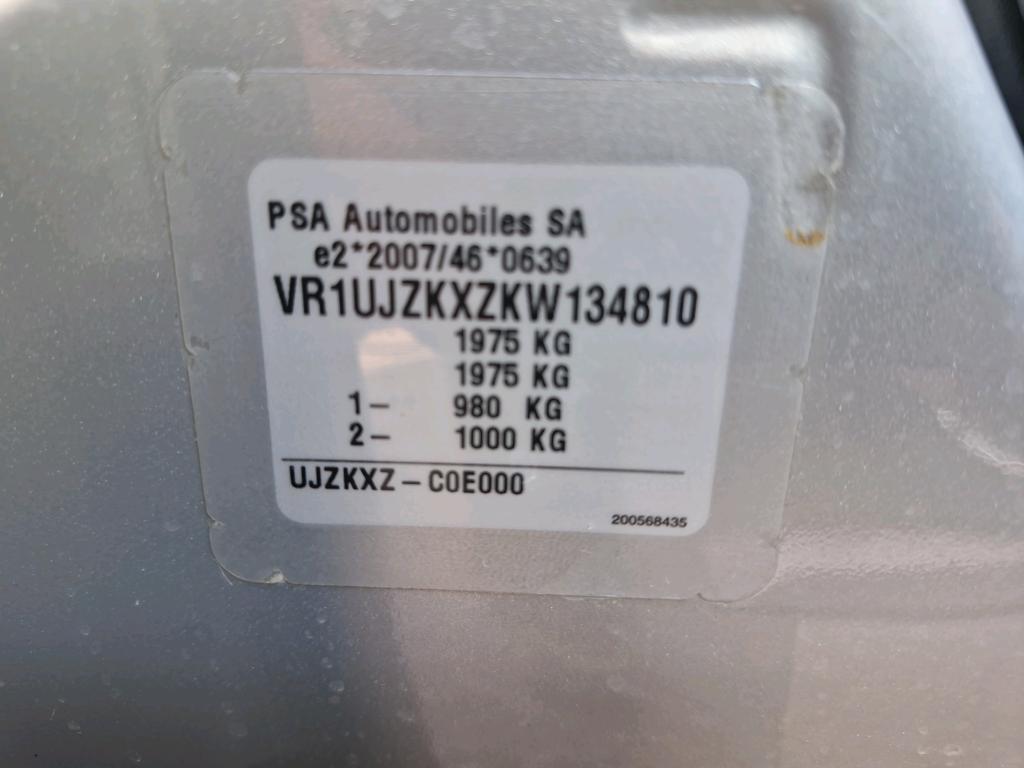 PSA Automobiles SA
e2*2007/46*0639
VR1UJZKXZKW134810
1975 KG
1975 KG
1– 980 KG
2– 1000 KG
UJZKXZ – C0E000
200568435